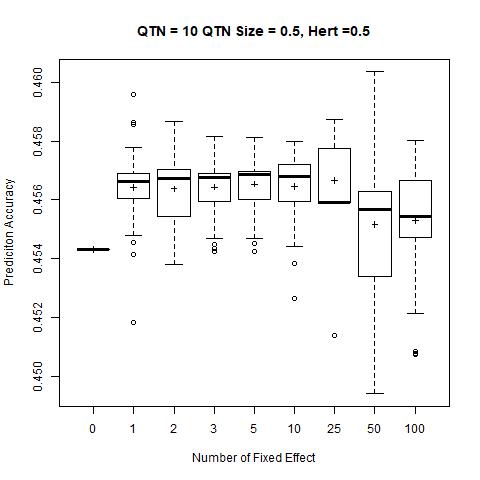 QTN = 10 QTN Size = 0.5, Hert =0.5
Prediciton Accuracy
0.460
0.458
0.456
0.454
0.452
0.450
0 1 2 3 5 10 25 50 100
Number of Fixed Effect